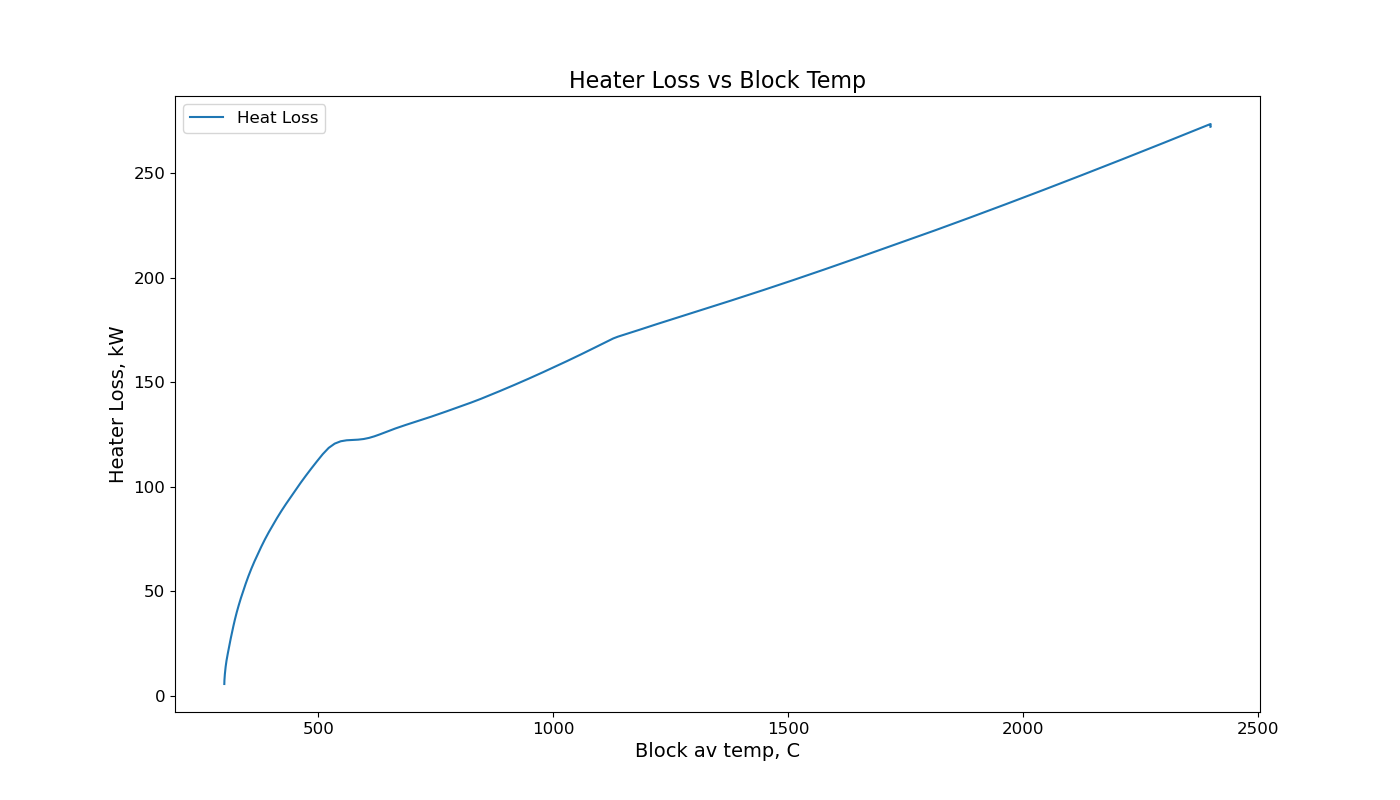 Heater Loss vs Block Temp
Heat Loss
250
200
150
100
50
0
Heater Loss, kW
500 1000 1500 2000 2500
Block av temp, C